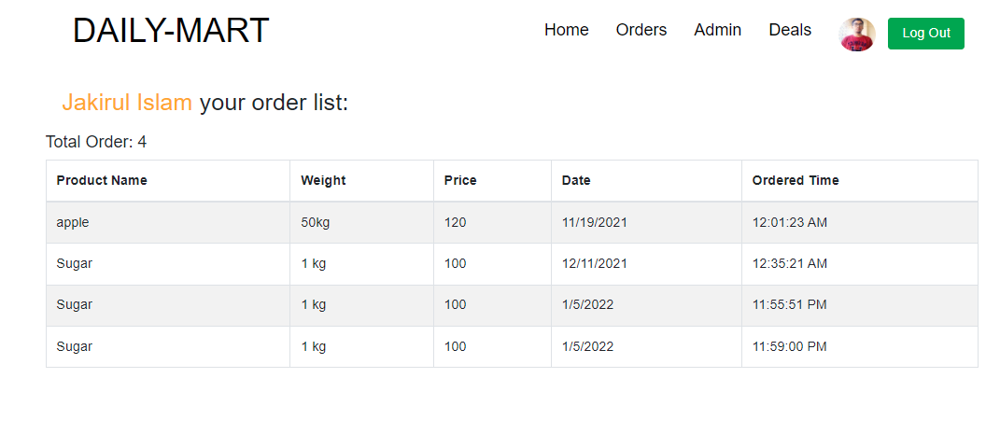 DAILY-MART Home Orders Admin Deals Log Out
Jakirul Islam your order list:
Total Order: 4
Product Name Weight Price Date Ordered Time
apple 50kg 120 11/19/2021 12:01:23 AM
Sugar 1 kg 100 12/11/2021 12:35:21 AM
Sugar 1 kg 100 1/5/2022 11:55:51 PM
Sugar 1 kg 100 1/5/2022 11:59:00 PM